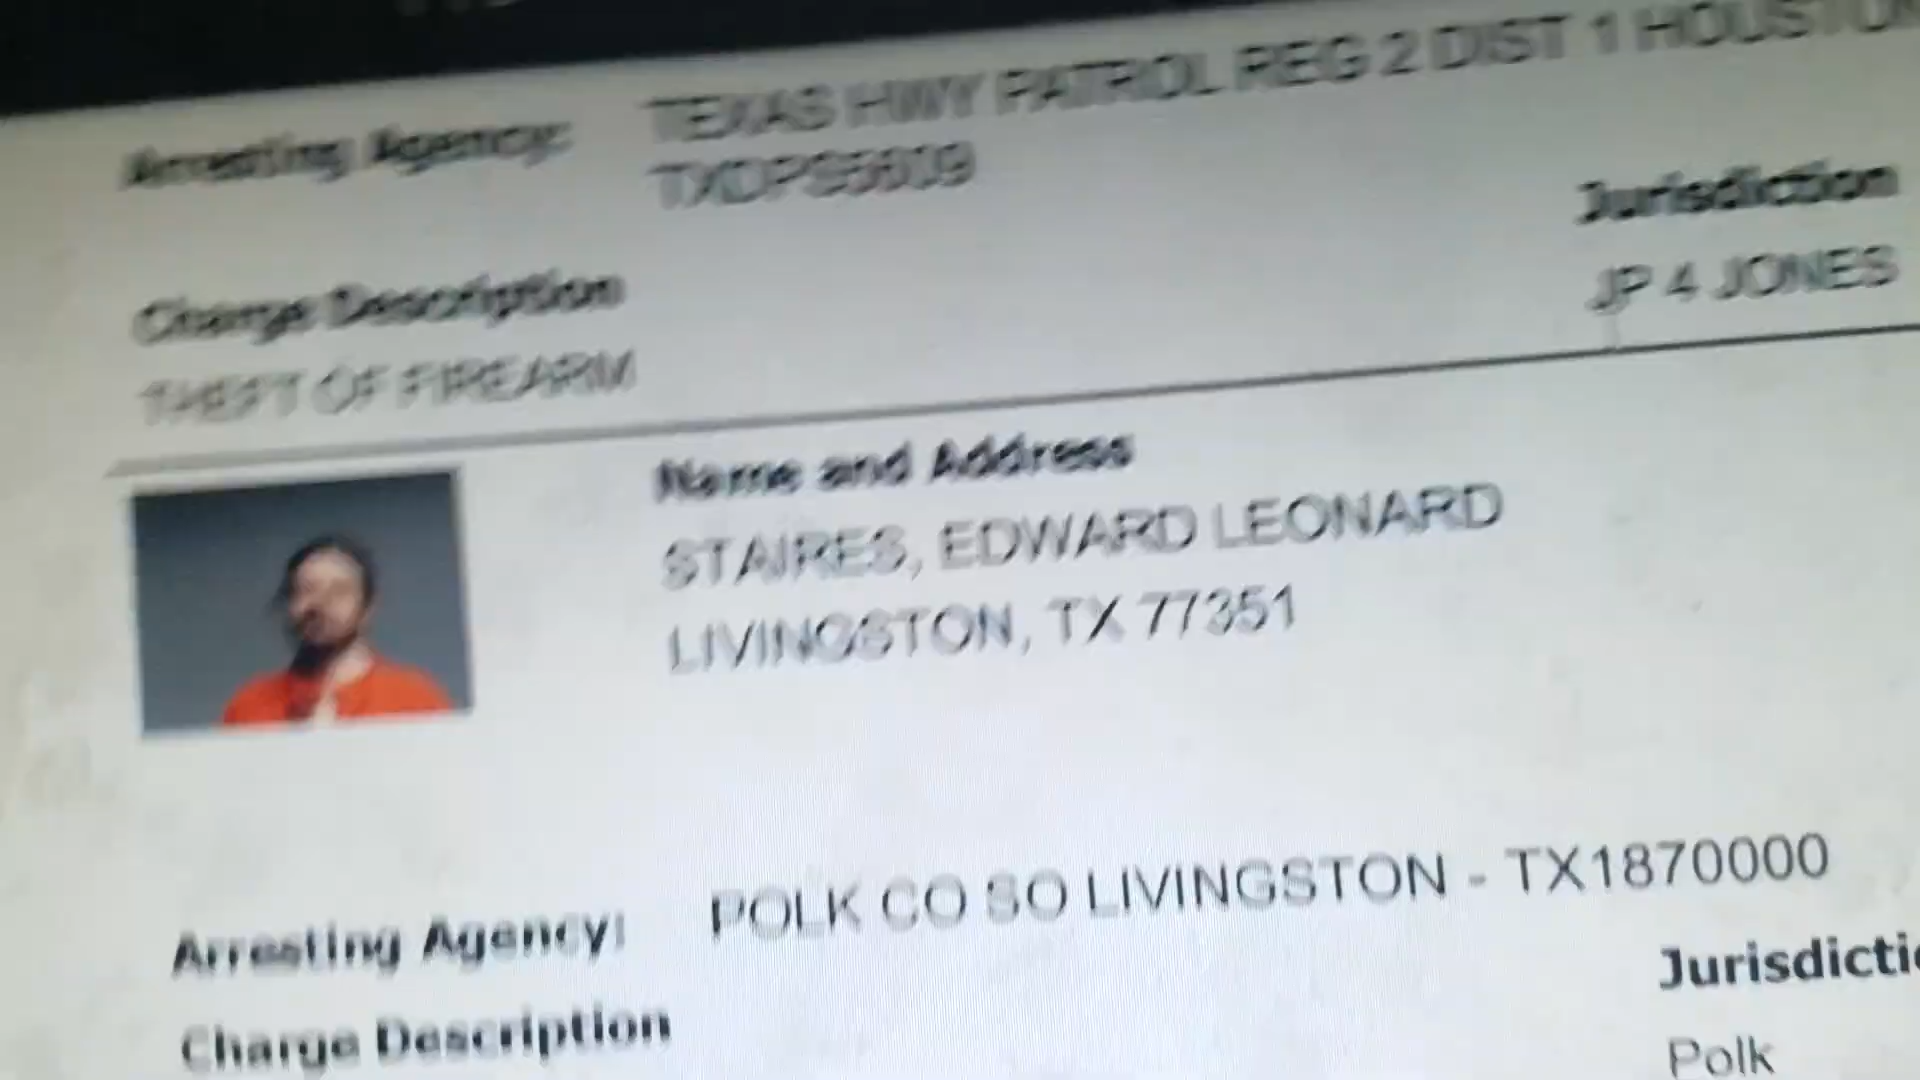 Arresting Agency: TEXAS HWY PATROL REG 2 DIST 1 HOUSTON
TXDPS5609
Charge Description Jurisdiction
THEFT OF FIREARM JP 4 JONES
Name and Address
STAIRES, EDWARD LEONARD
LIVINGSTON, TX 77351
Arresting Agency: POLK CO SO LIVINGSTON - TX1870000
Charge Description Jurisdictio
Polk